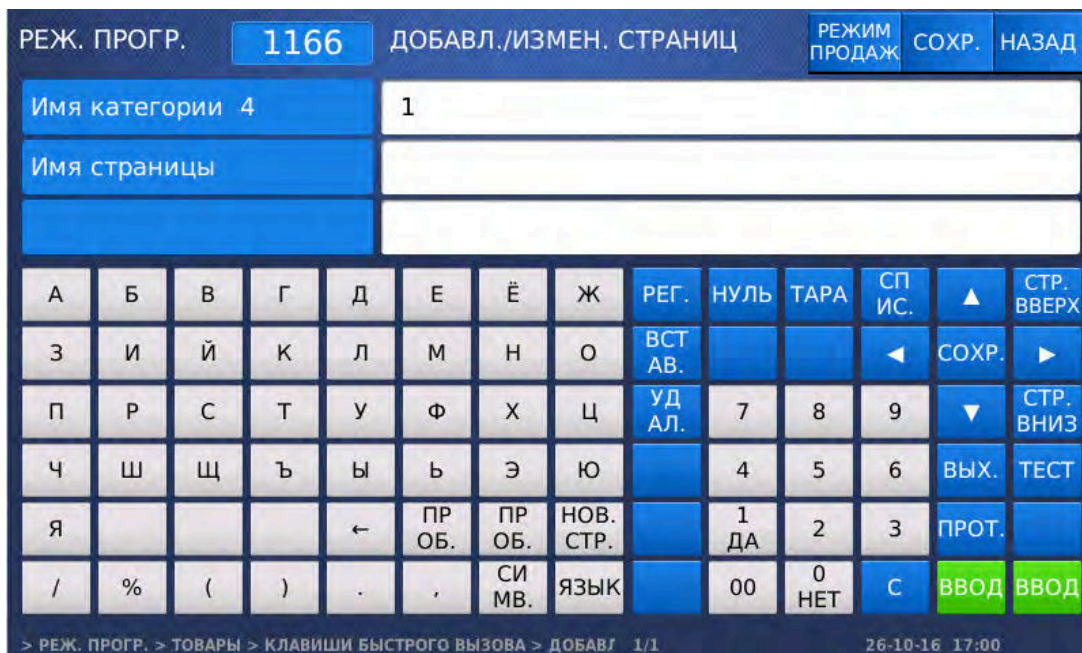 РЕЖ. ПРОГР. 1166 ДОБАВЛ./ИЗМЕН. СТРАНИЦ РЕЖИМ ПРОДАЖ СОХР. НАЗАД
Имя категории 4 1
Имя страницы
А Б В Г Д Е Ё Ж РЕГ. НУЛЬ ТАРА СП ИС. ▲ СТР. ВВЕРХ
З И Й К Л М Н О ВСТ АВ. ◀ СОХР. ▶
П Р С Т У Ф Х Ц УД АЛ. 7 8 9 ▼ СТР. ВНИЗ
Ч Ш Щ Ъ Ы Ь Э Ю 4 5 6 ВЫХ. ТЕСТ
Я ← ПР ОБ. ПР ОБ. НОВ. СТР. 1 ДА 2 3 ПРОТ.
/ % ( ) . , СИ МВ. ЯЗЫК 00 0 НЕТ С ВВОД ВВОД
> РЕЖ. ПРОГР. > ТОВАРЫ > КЛАВИШИ БЫСТРОГО ВЫЗОВА > ДОБАВЛ 1/1 26-10-16 17:00